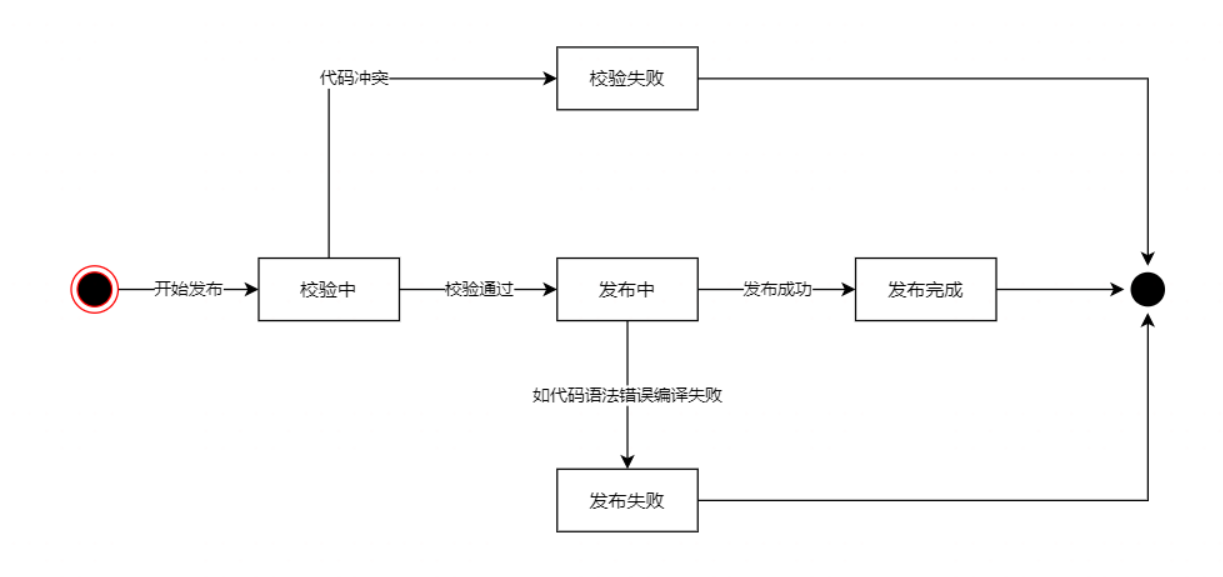 代码冲突
校验失败
开始发布
校验中
校验通过
发布中
发布成功
发布完成
如代码语法错误编译失败
发布失败